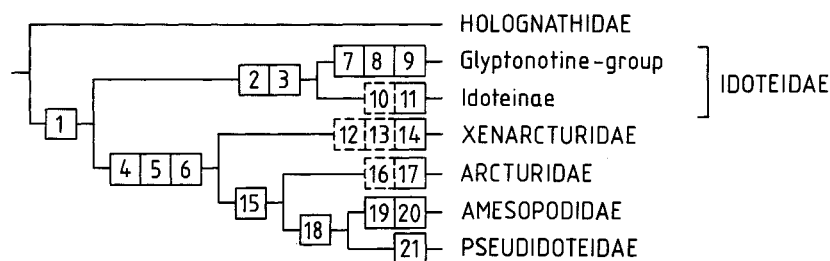 HOLOGNATHIDAE
7 8 9 Glyptonotine-group
2 3 IDOTEIDAE
10 11 Idoteinae
1
12 13 14 XENARCTURIDAE
4 5 6
16 17 ARCTURIDAE
15
19 20 AMESOPODIDAE
18
21 PSEUDIDOTEIDAE